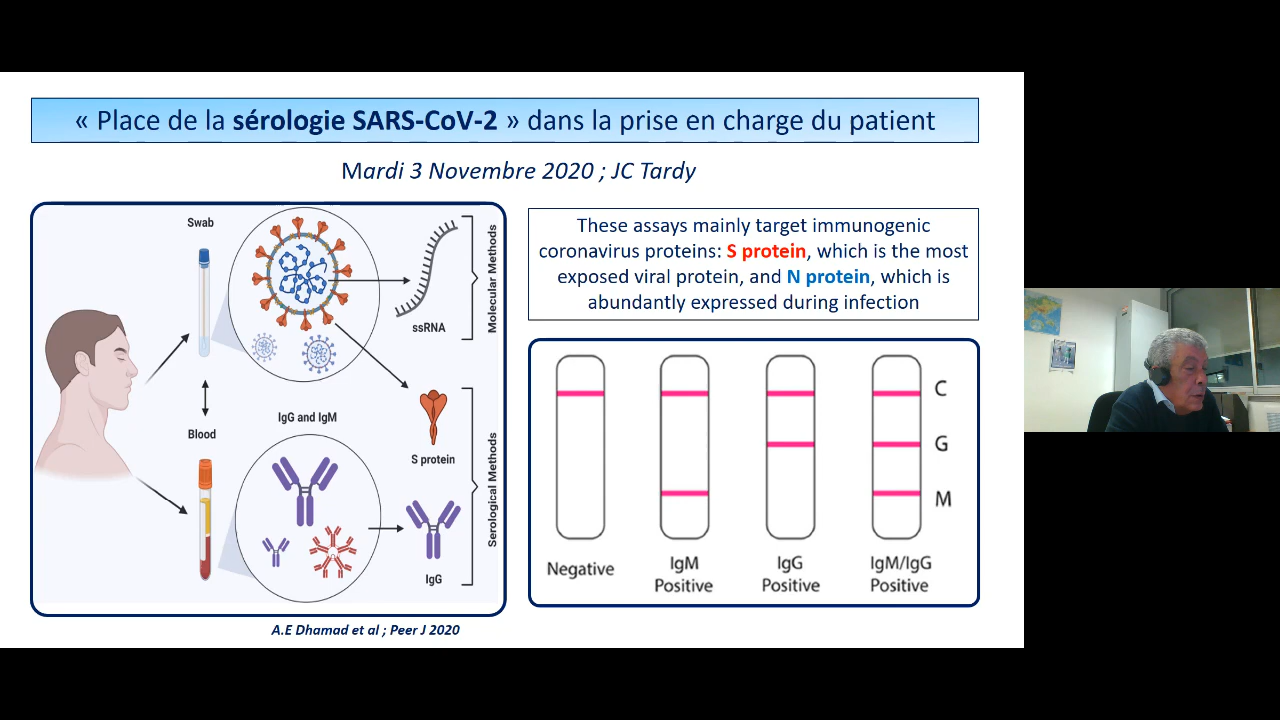 « Place de la sérologie SARS-CoV-2 » dans la prise en charge du patient
Mardi 3 Novembre 2020 ; JC Tardy
Swab
ssRNA
Molecular Methods
Blood
IgG and IgM
S protein
IgG
Serological Methods
A.E Dhamad et al ; Peer J 2020
These assays mainly target immunogenic
coronavirus proteins: S protein, which is the most
exposed viral protein, and N protein, which is
abundantly expressed during infection
C
G
M
Negative
IgM
Positive
IgG
Positive
IgM/IgG
Positive